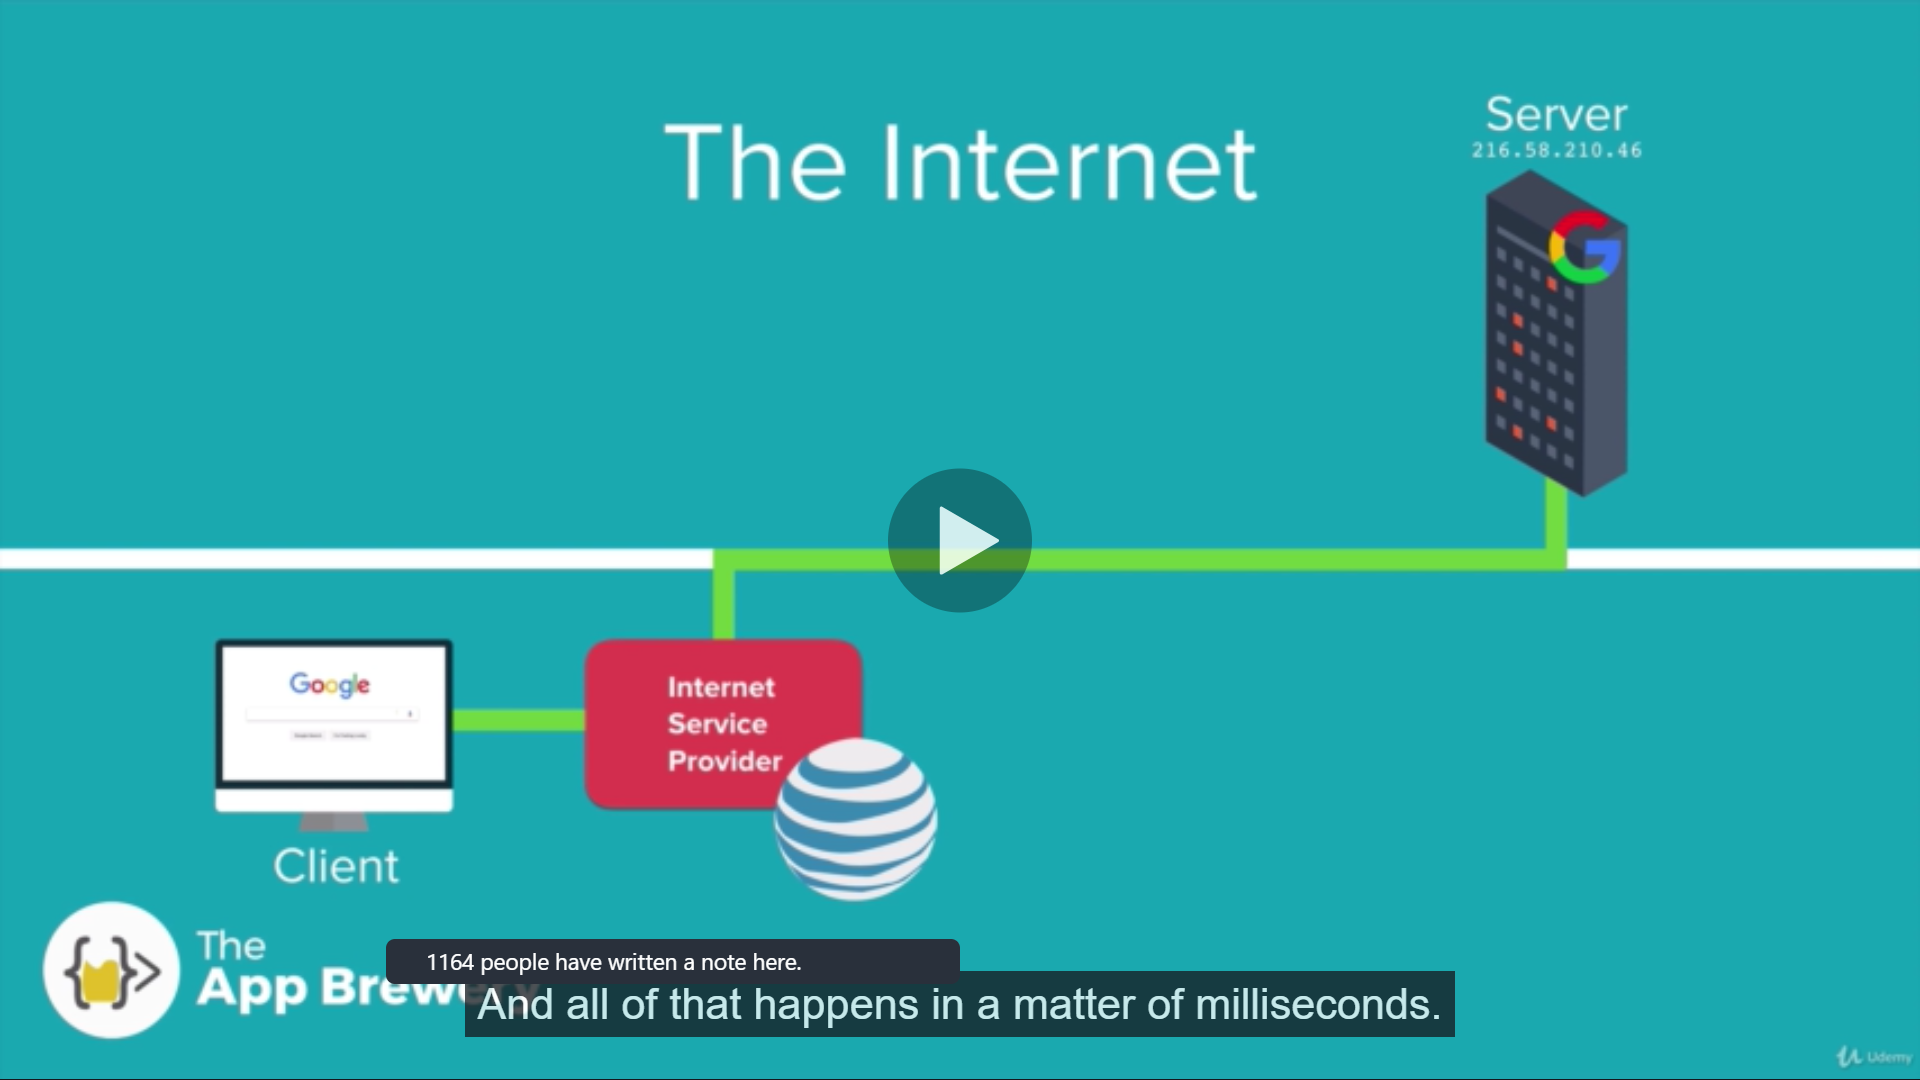 The Internet
Server
216.58.210.46
Google
Internet
Service
Provider
Client
The
App Brewery
1164 people have written a note here.
And all of that happens in a matter of milliseconds.
Udemy